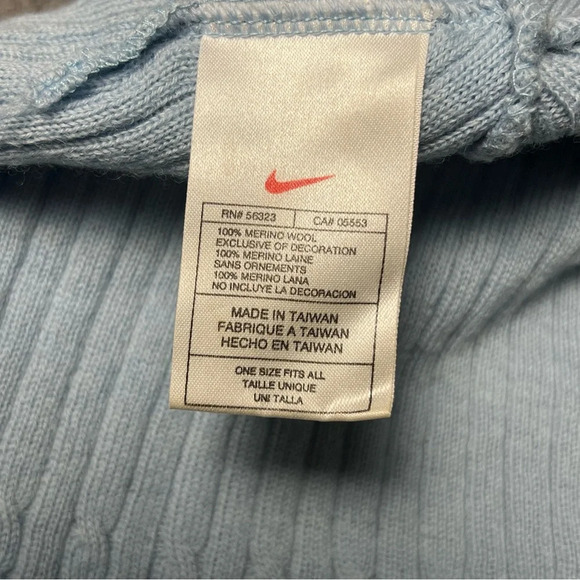 RN# 56323 CA# 05553
100% MERINO WOOL
EXCLUSIVE OF DECORATION
100% MERINO LAINE
SANS ORNEMENTS
100% MERINO LANA
NO INCLUYE LA DECORACION
MADE IN TAIWAN
FABRIQUE A TAIWAN
HECHO EN TAIWAN
ONE SIZE FITS ALL
TAILLE UNIQUE
UNI TALLA